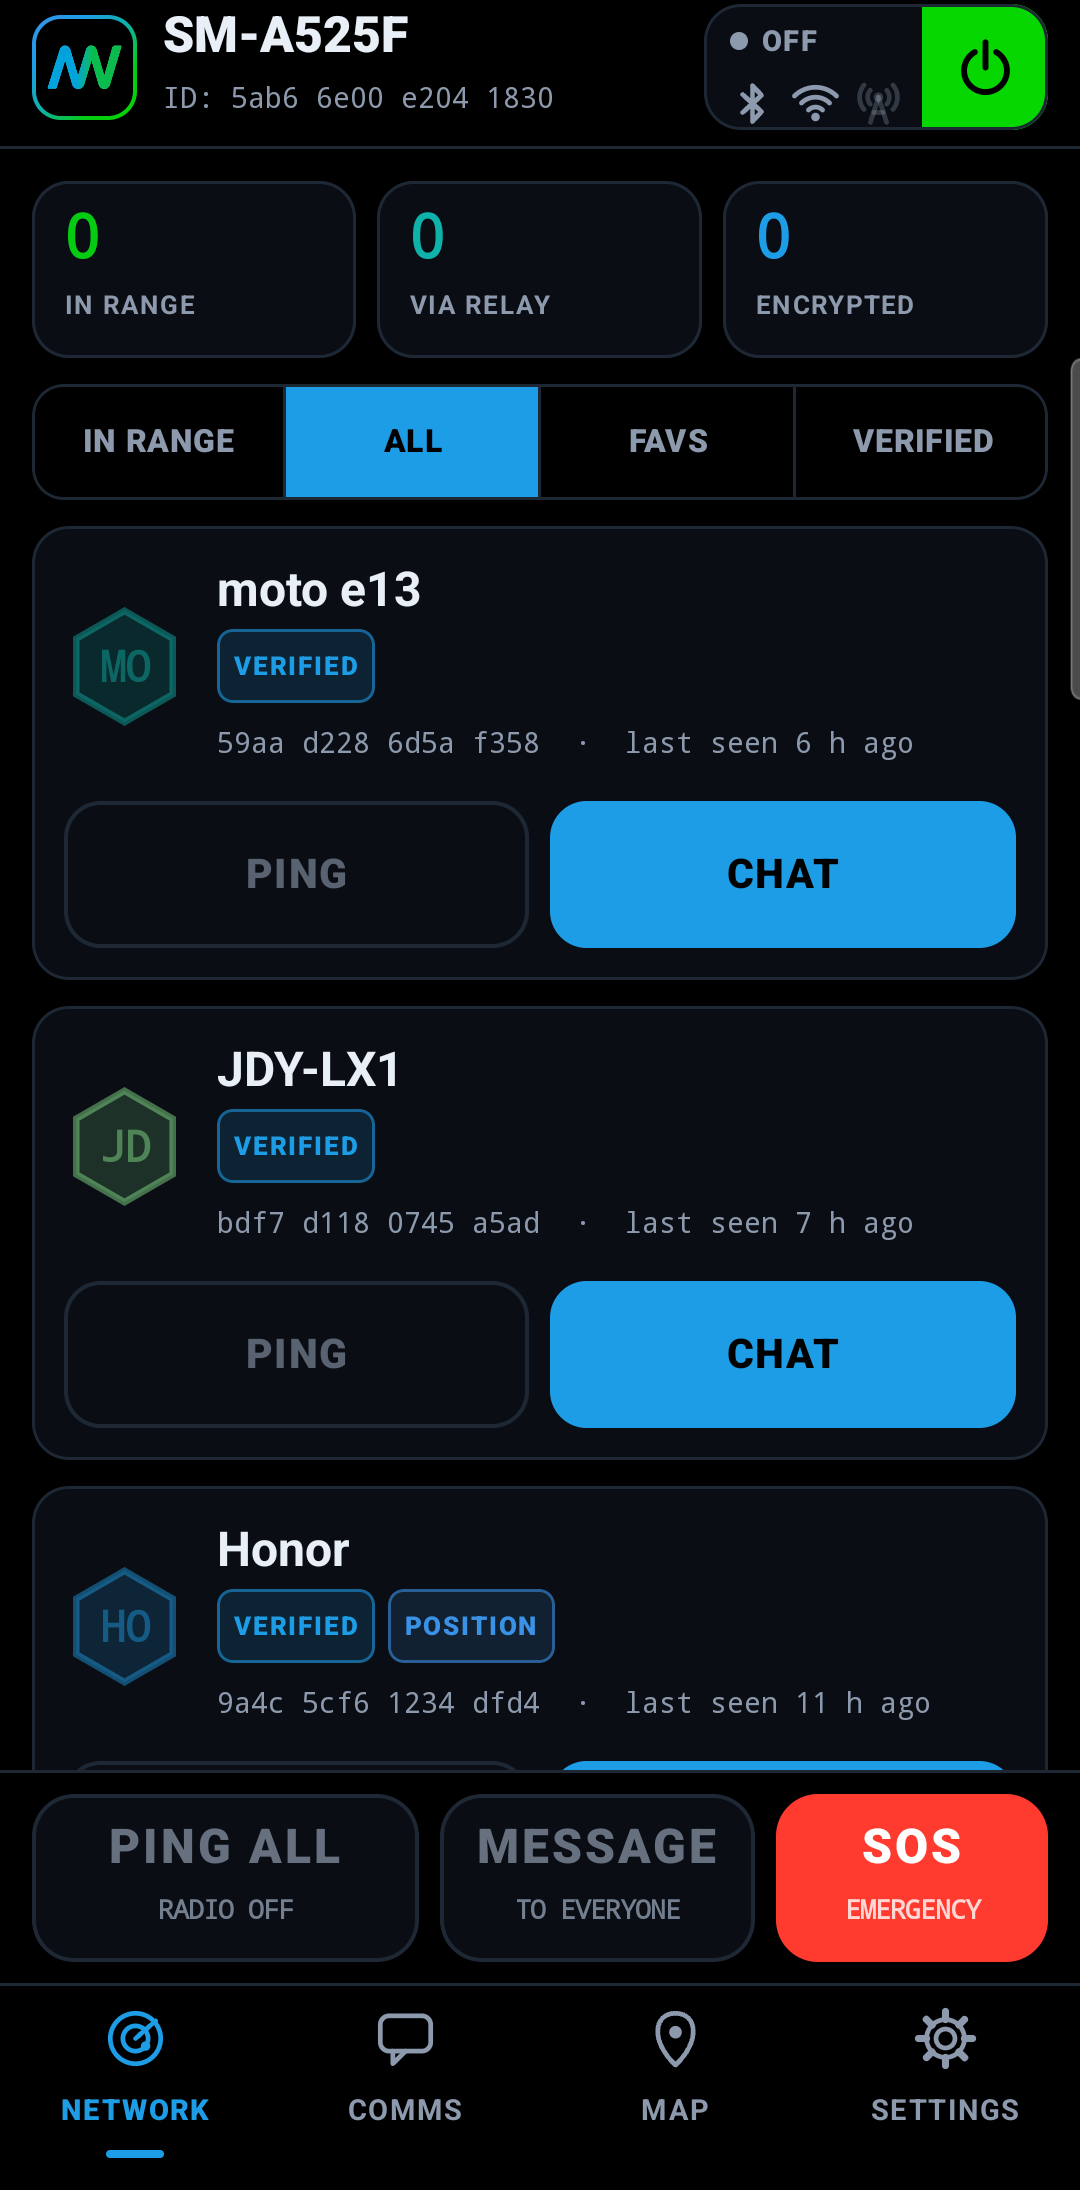 SM-A525F
ID: 5ab6 6e00 e204 1830
OFF
0
IN RANGE
0
VIA RELAY
0
ENCRYPTED
IN RANGE
ALL
FAVS
VERIFIED
moto e13
MO
VERIFIED
59aa d228 6d5a f358 · last seen 6 h ago
PING
CHAT
JDY-LX1
JD
VERIFIED
bdf7 d118 0745 a5ad · last seen 7 h ago
PING
CHAT
Honor
HO
VERIFIED
POSITION
9a4c 5cf6 1234 dfd4 · last seen 11 h ago
PING ALL
RADIO OFF
MESSAGE
TO EVERYONE
SOS
EMERGENCY
NETWORK
COMMS
MAP
SETTINGS